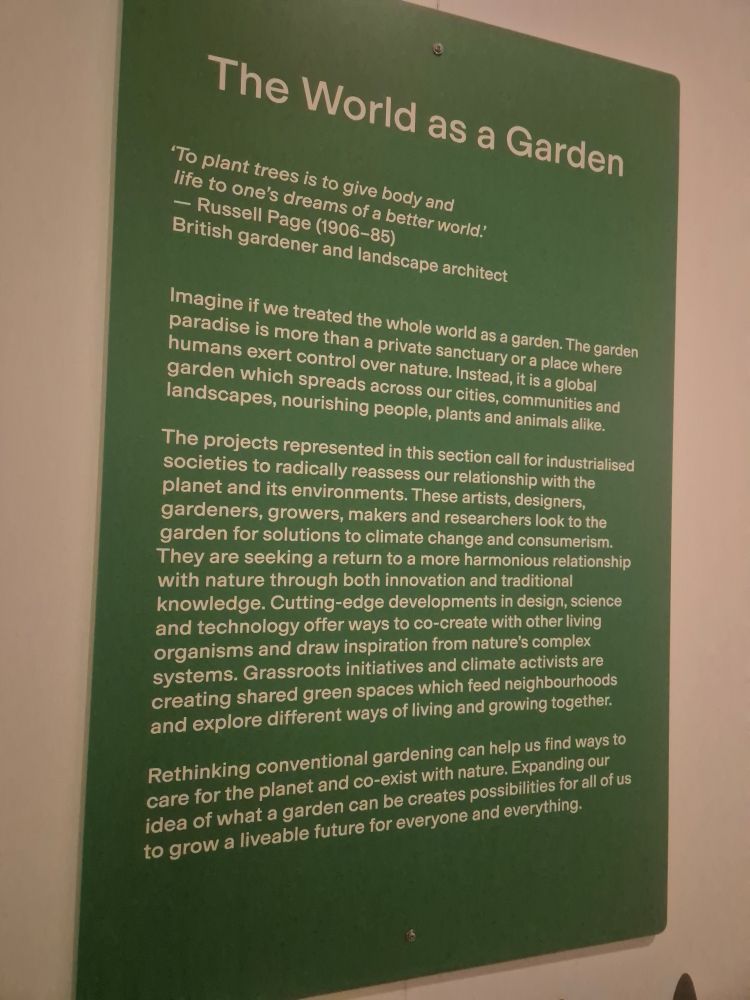 The World as a Garden
‘To plant trees is to give body and
life to one’s dreams of a better world.’
— Russell Page (1906–85)
British gardener and landscape architect
Imagine if we treated the whole world as a garden. The garden
paradise is more than a private sanctuary or a place where
humans exert control over nature. Instead, it is a global
garden which spreads across our cities, communities and
landscapes, nourishing people, plants and animals alike.
The projects represented in this section call for industrialised
societies to radically reassess our relationship with the
planet and its environments. These artists, designers,
gardeners, growers, makers and researchers look to the
garden for solutions to climate change and consumerism.
They are seeking a return to a more harmonious relationship
with nature through both innovation and traditional
knowledge. Cutting-edge developments in design, science
and technology offer ways to co-create with other living
organisms and draw inspiration from nature’s complex
systems. Grassroots initiatives and climate activists are
creating shared green spaces which feed neighbourhoods
and explore different ways of living and growing together.
Rethinking conventional gardening can help us find ways to
care for the planet and co-exist with nature. Expanding our
idea of what a garden can be creates possibilities for all of us
to grow a liveable future for everyone and everything.